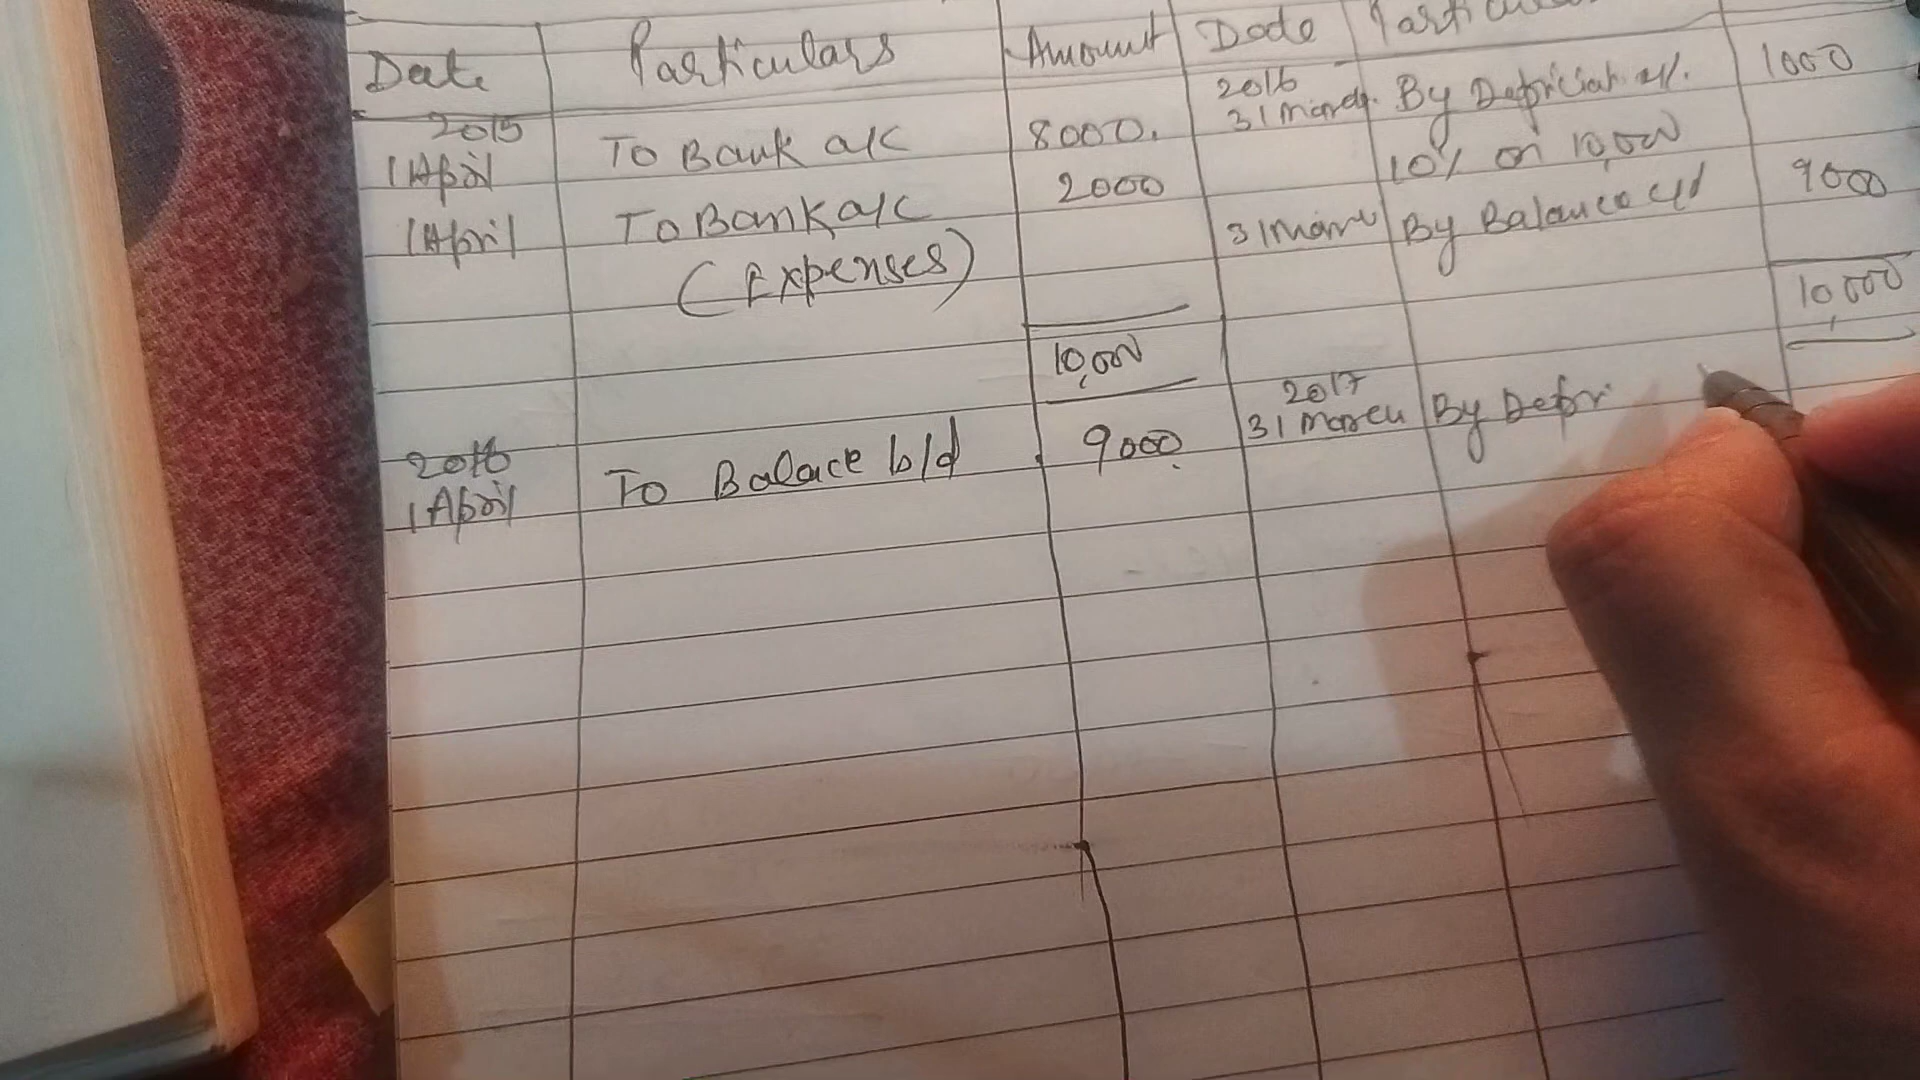 Date Particulars Amount Date Particu
2015
1 April To Bank a/c 8000.
1 April To Bank a/c 2000
(Expenses)
10,000
2016
1 April To Balace b/d 9000
2016
31 March. By Depriciat. a/c. 1000
10% on 10,000
31 March By Balance c/d 9000
10,000
2017
31 March By Depri